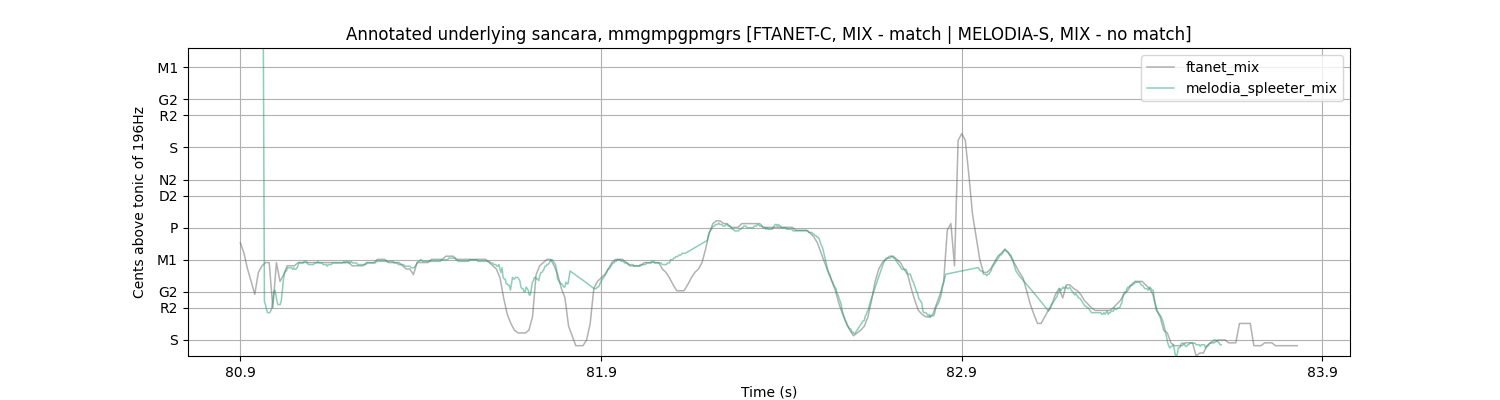 Annotated underlying sancara, mmgmpgpmgrs [FTANET-C, MIX - match | MELODIA-S, MIX - no match]
ftanet_mix
melodia_spleeter_mix
Cents above tonic of 196Hz
M1
G2
R2
S
N2
D2
P
M1
G2
R2
S
80.9
81.9
82.9
83.9
Time (s)